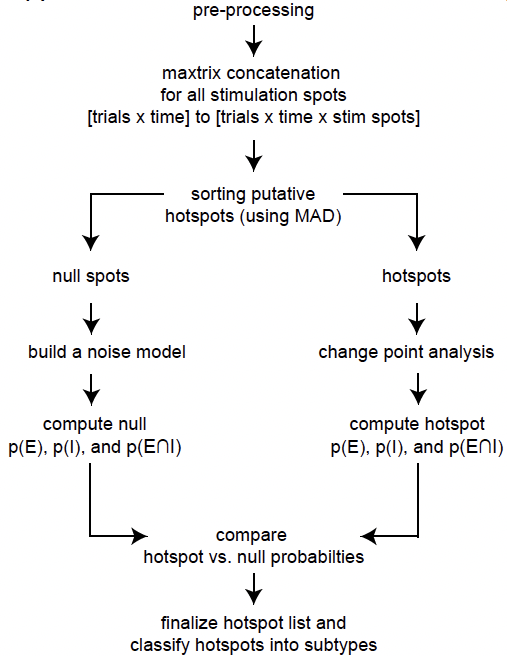 pre-processing
maxtrix concatenation
for all stimulation spots
[trials x time] to [trials x time x stim spots]
sorting putative
hotspots (using MAD)
null spots
hotspots
build a noise model
change point analysis
compute null
p(E), p(I), and p(E∩I)
compute hotspot
p(E), p(I), and p(E∩I)
compare
hotspot vs. null probabilties
finalize hotspot list and
classify hotspots into subtypes